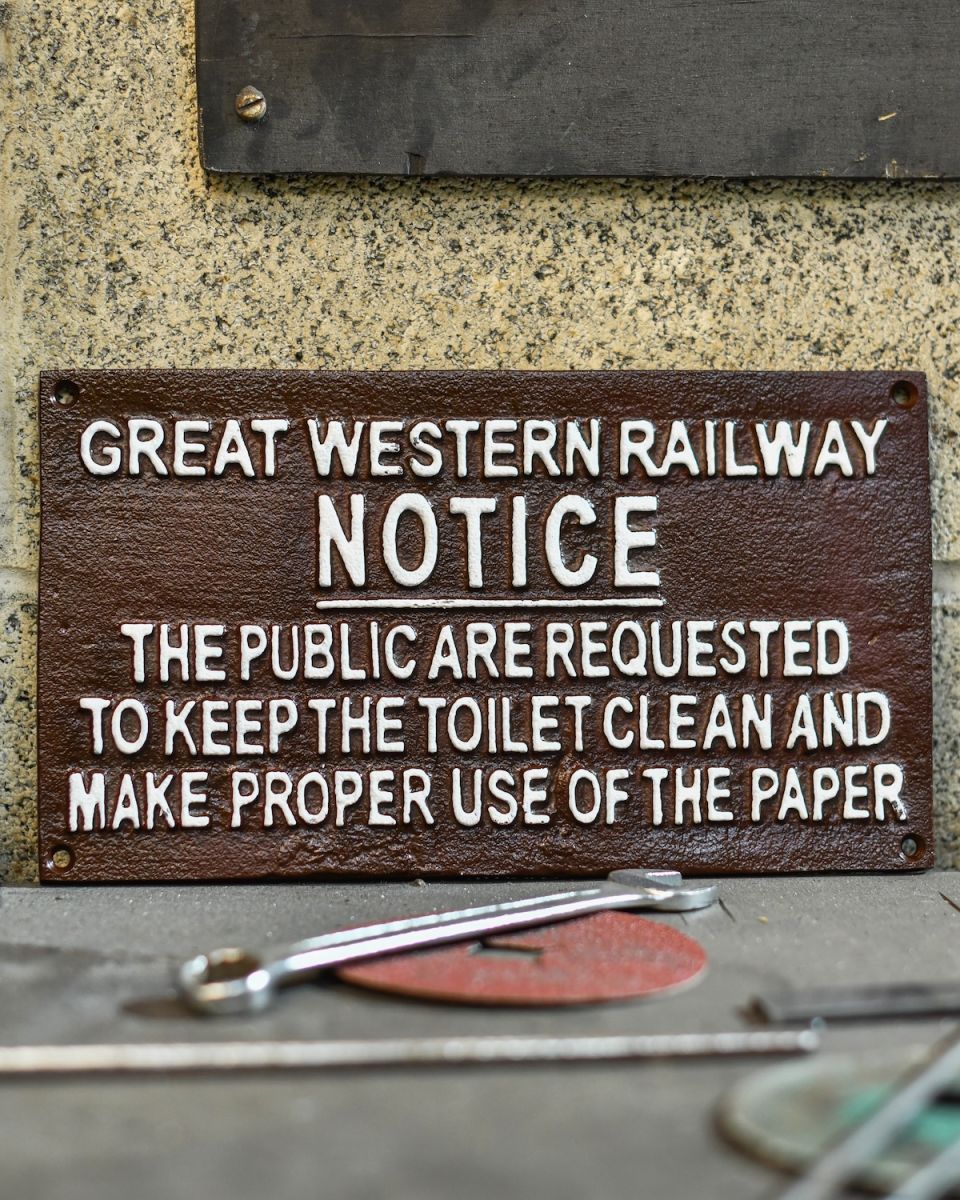 GREAT WESTERN RAILWAY
NOTICE
THE PUBLIC ARE REQUESTED
TO KEEP THE TOILET CLEAN AND
MAKE PROPER USE OF THE PAPER